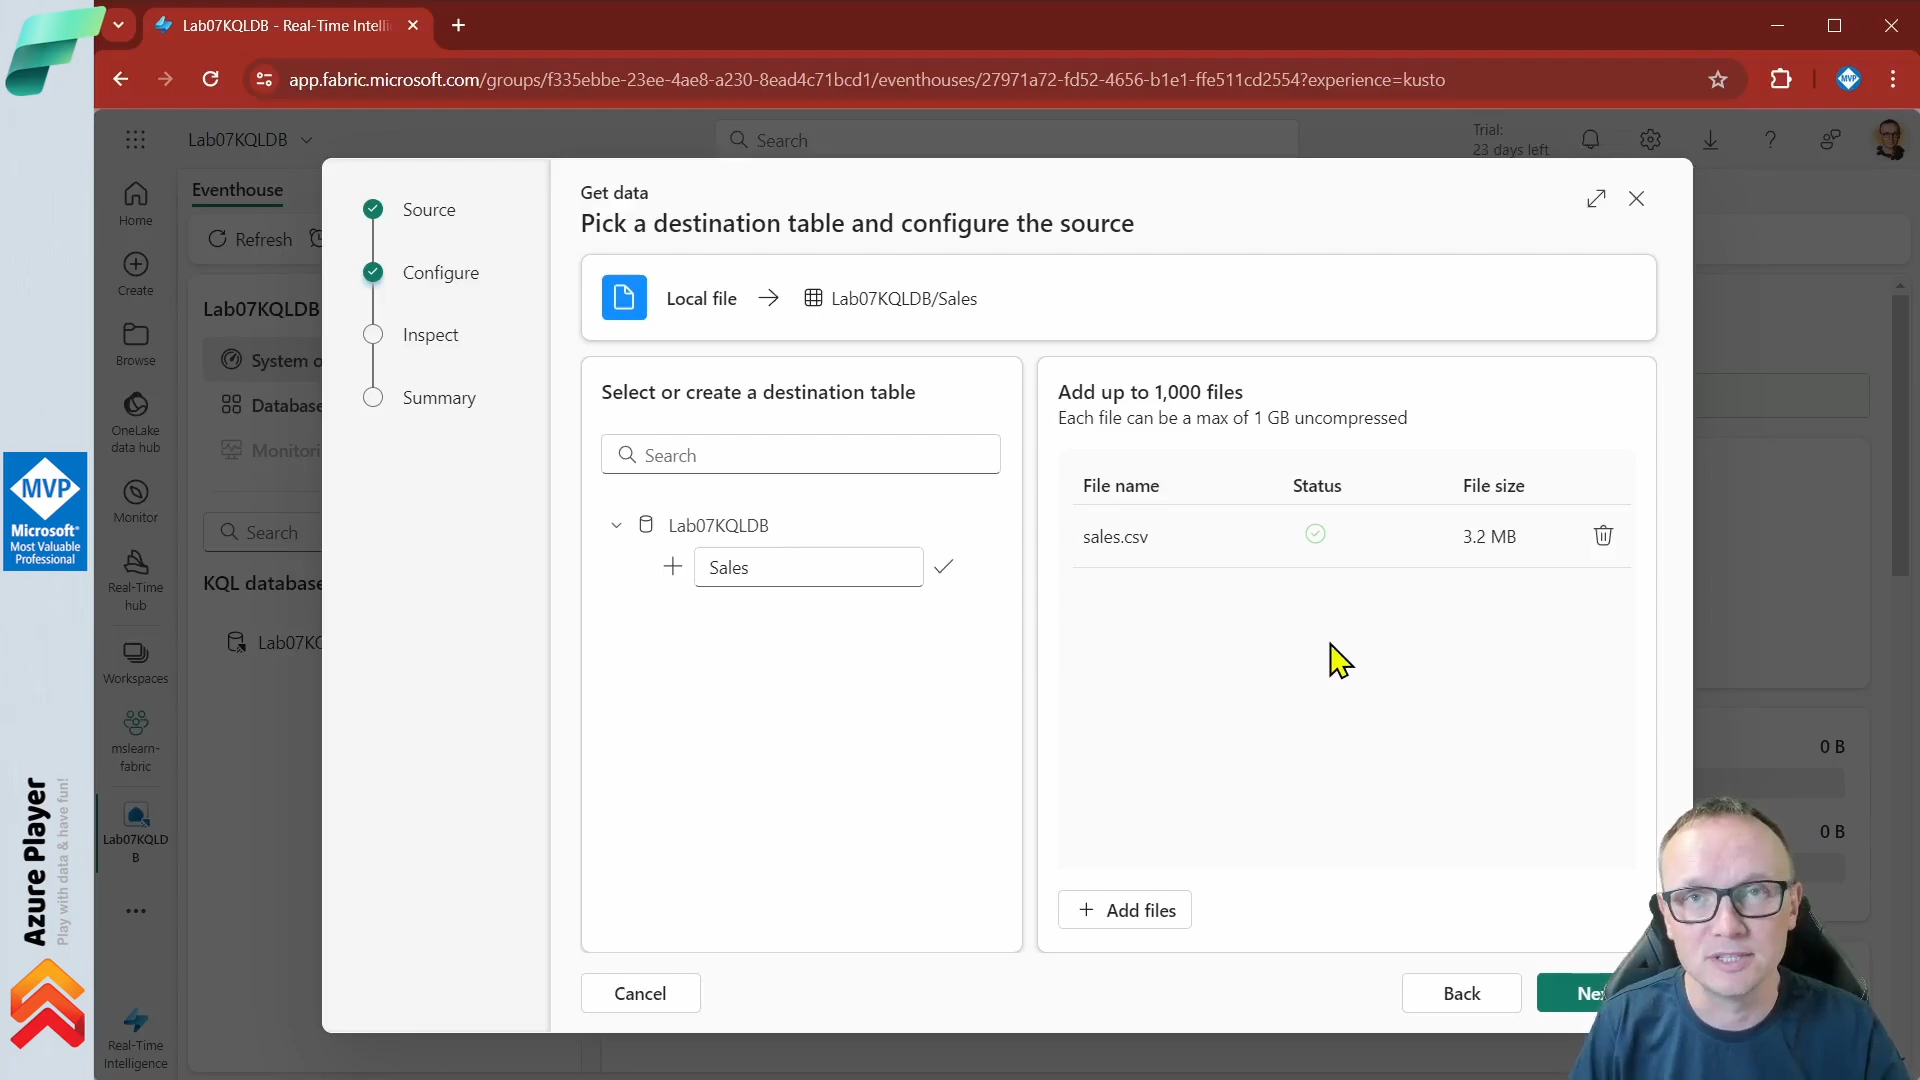 Lab07KQLDB - Real-Time Intelli
app.fabric.microsoft.com/groups/f335ebbe-23ee-4ae8-a230-8ead4c71bcd1/eventhouses/27971a72-fd52-4656-b1e1-ffe511cd2554?experience=kusto
MVP
Lab07KQLDB
Search
Trial:
23 days left
Home
Create
Browse
OneLake
data hub
Monitor
Real-Time
hub
Workspaces
mslearn-
fabric
Lab07KQLD
B
Real-Time
Intelligence
Eventhouse
Refresh
Lab07KQLDB
System o
Database
Monitori
Search
KQL database
Lab07KQ
Source
Configure
Inspect
Summary
Get data
Pick a destination table and configure the source
Local file
Lab07KQLDB/Sales
Select or create a destination table
Search
Lab07KQLDB
Sales
Add up to 1,000 files
Each file can be a max of 1 GB uncompressed
File name Status File size
sales.csv 3.2 MB
Add files
Cancel
Back
Ne
0 B
0 B
MVP
Microsoft®
Most Valuable
Professional
Azure Player
Play with data & have fun!